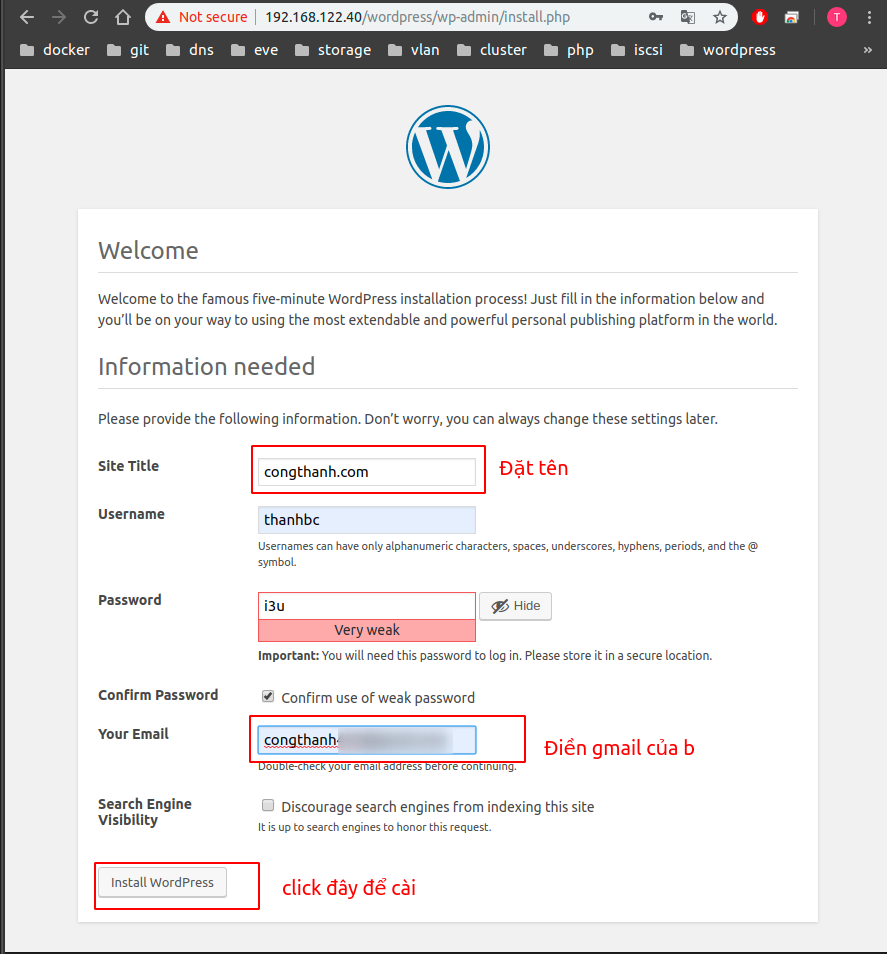 Not secure 192.168.122.40/wordpress/wp-admin/install.php
T
docker git dns eve storage vlan cluster php iscsi wordpress »
Welcome
Welcome to the famous five-minute WordPress installation process! Just fill in the information below and
you’ll be on your way to using the most extendable and powerful personal publishing platform in the world.
Information needed
Please provide the following information. Don’t worry, you can always change these settings later.
Site Title congthanh.com Đặt tên
Username thanhbc
Usernames can have only alphanumeric characters, spaces, underscores, hyphens, periods, and the @
symbol.
Password i3u Hide
Very weak
Important: You will need this password to log in. Please store it in a secure location.
Confirm Password Confirm use of weak password
Your Email congthanh Điền gmail của b
Double-check your email address before continuing.
Search Engine
Visibility
Discourage search engines from indexing this site
It is up to search engines to honor this request.
Install WordPress click đây để cài